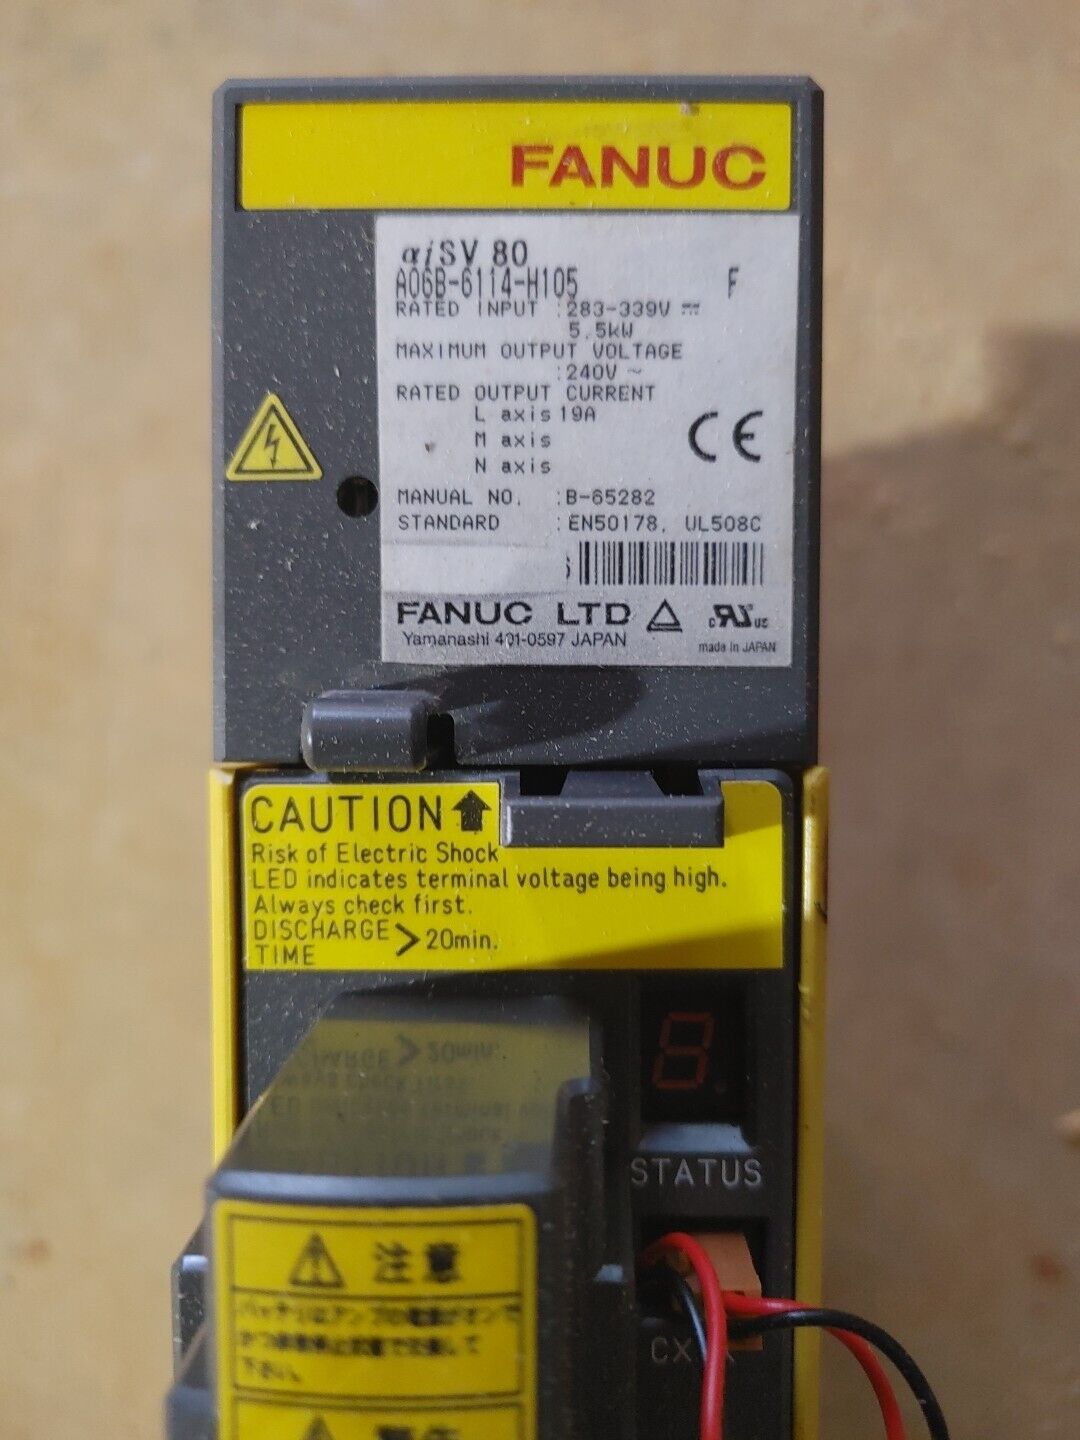 FANUC
αiSV 80
A06B-6114-H105 F
RATED INPUT :283-339V ⎓
5.5kW
MAXIMUM OUTPUT VOLTAGE
:240V ~
RATED OUTPUT CURRENT
L axis 19A
M axis
N axis
CE
MANUAL NO. :B-65282
STANDARD :EN50178, UL508C
FANUC LTD
c RU us
Yamanashi 401-0597 JAPAN
made in JAPAN
CAUTION
Risk of Electric Shock
LED indicates terminal voltage being high.
Always check first.
DISCHARGE TIME > 20min.
8.
STATUS
注意